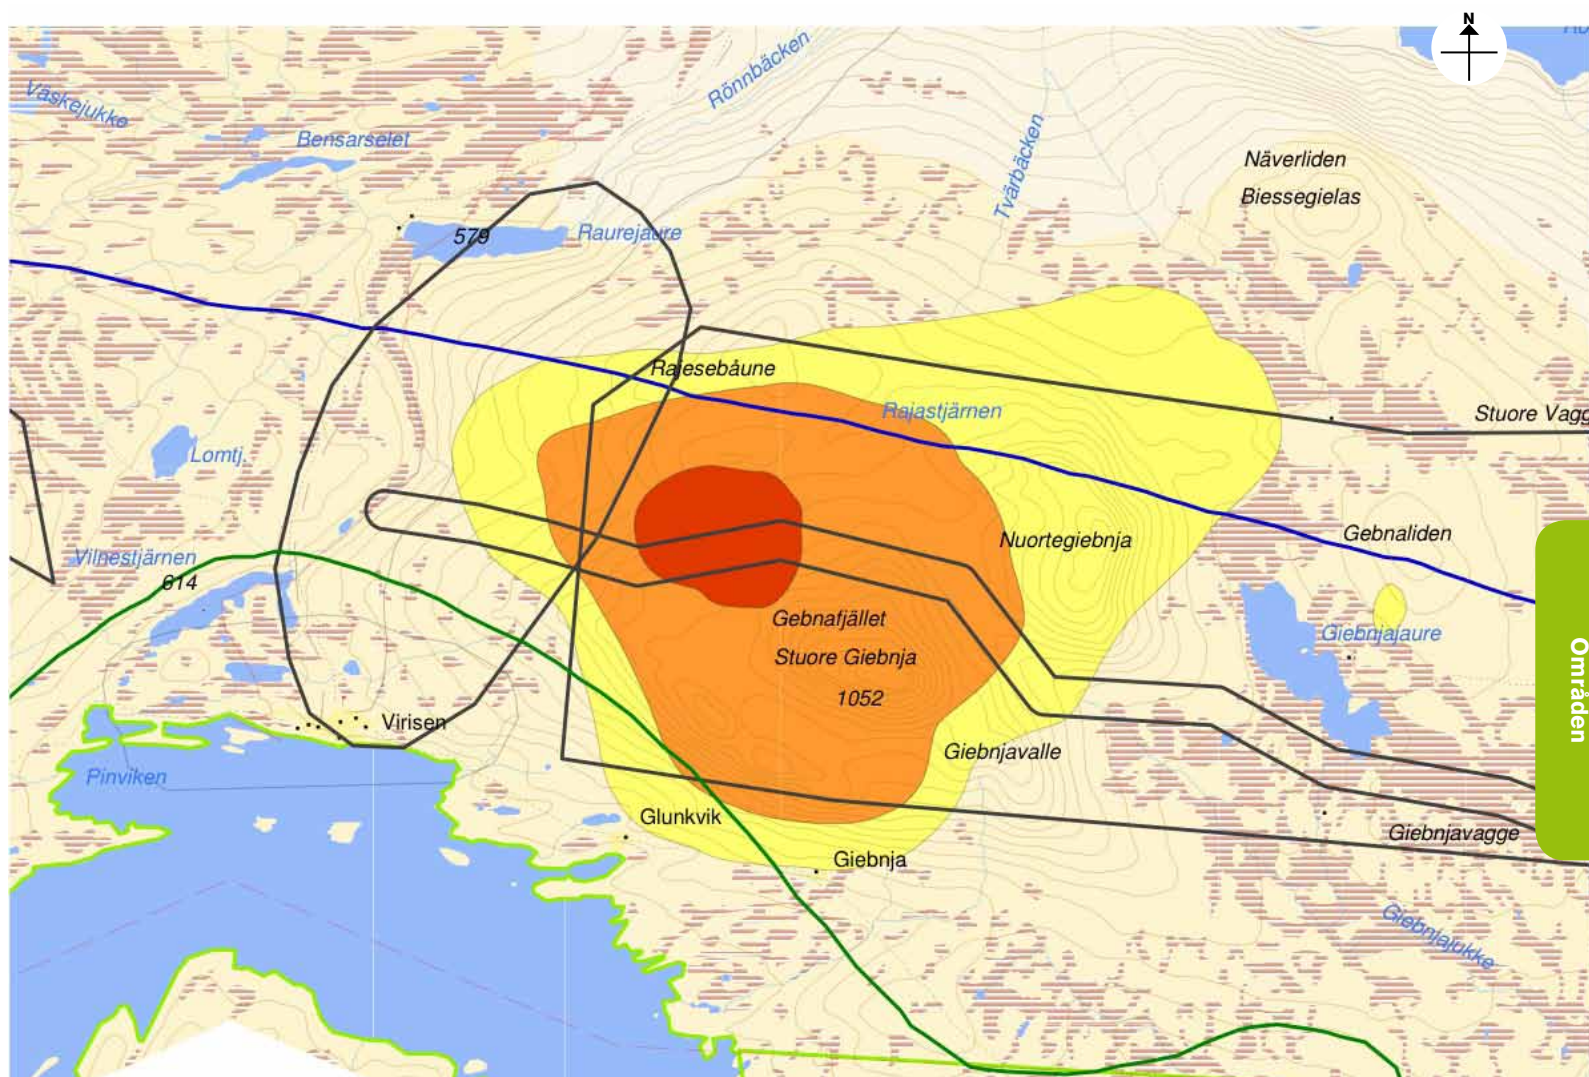 N
Rönnbäcken
Väskejukke
Bensarselet
Tvärbäcken
Näverliden
Biessegielas
579
Raurejaure
Rajesebåune
Rajastjärnen
Stuore Vagg
Lomtj.
Nuortegiebnja
Gebnaliden
Vilnestjärnen
614
Gebnafjället
Stuore Giebnja
1052
Giebnjajaure
Områden
Virisen
Giebnjavalle
Pinviken
Glunkvik
Giebnjavagge
Giebnja
Giebnjajukke